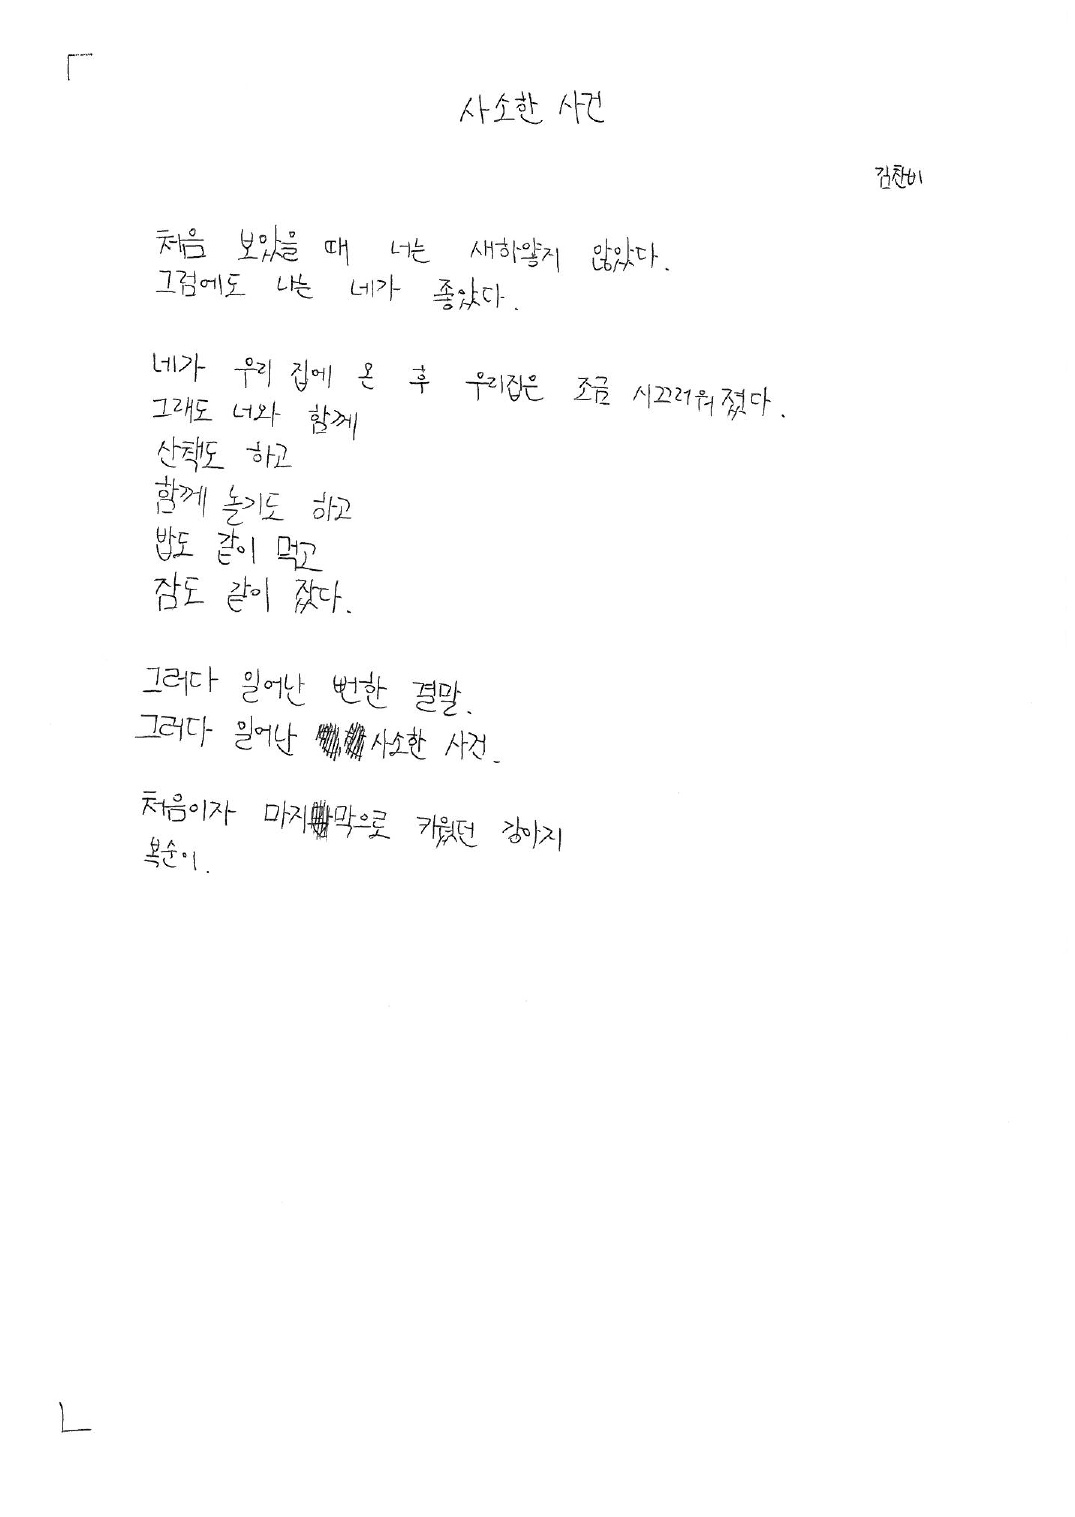 사소한 사건
김찬비
처음 보았을 때 너는 새하얗지 않았다.
그럼에도 나는 네가 좋았다.
네가 우리 집에 온 후 우리집은 조금 시끄러워졌다.
그래도 너와 함께
산책도 하고
함께 놀기도 하고
밥도 같이 먹고
잠도 같이 잤다.
그러다 일어난 뻔한 결말.
그러다 일어난 사소한 사건.
처음이자 마지막으로 키웠던 강아지
복순이.